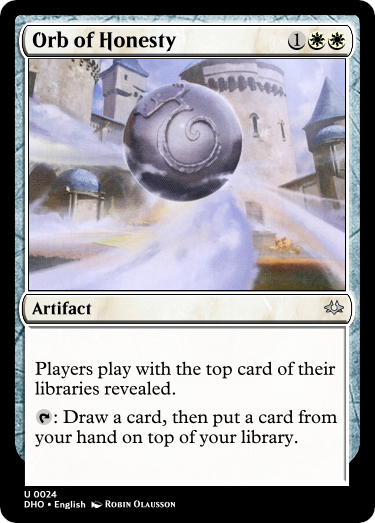 Orb of Honesty 1
Artifact
Players play with the top card of their
libraries revealed.
: Draw a card, then put a card from
your hand on top of your library.
U 0024
DHO • English Robin Olausson